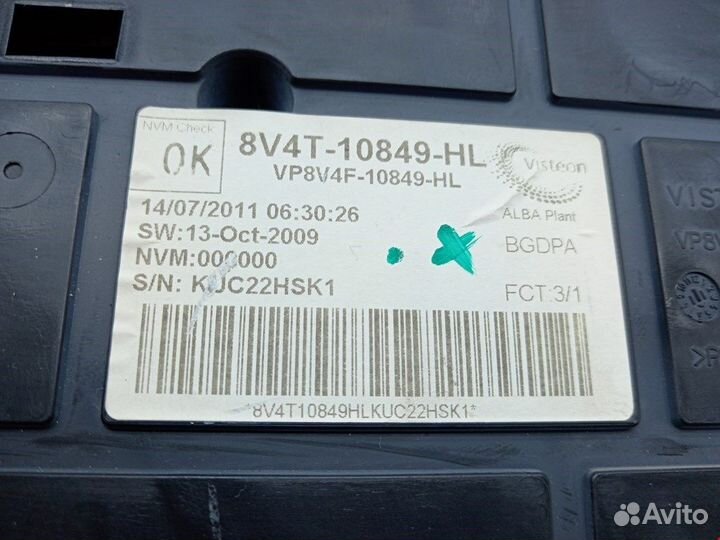 NVM Check
OK
8V4T-10849-HL
VP8V4F-10849-HL
Visteon
ALBA Plant
14/07/2011 06:30:26
SW:13-Oct-2009
NVM:000000
S/N: KUC22HSK1
BGDPA
FCT:3/1
*8V4T10849HLKUC22HSK1*
VIST
VP8V
>P
Avito